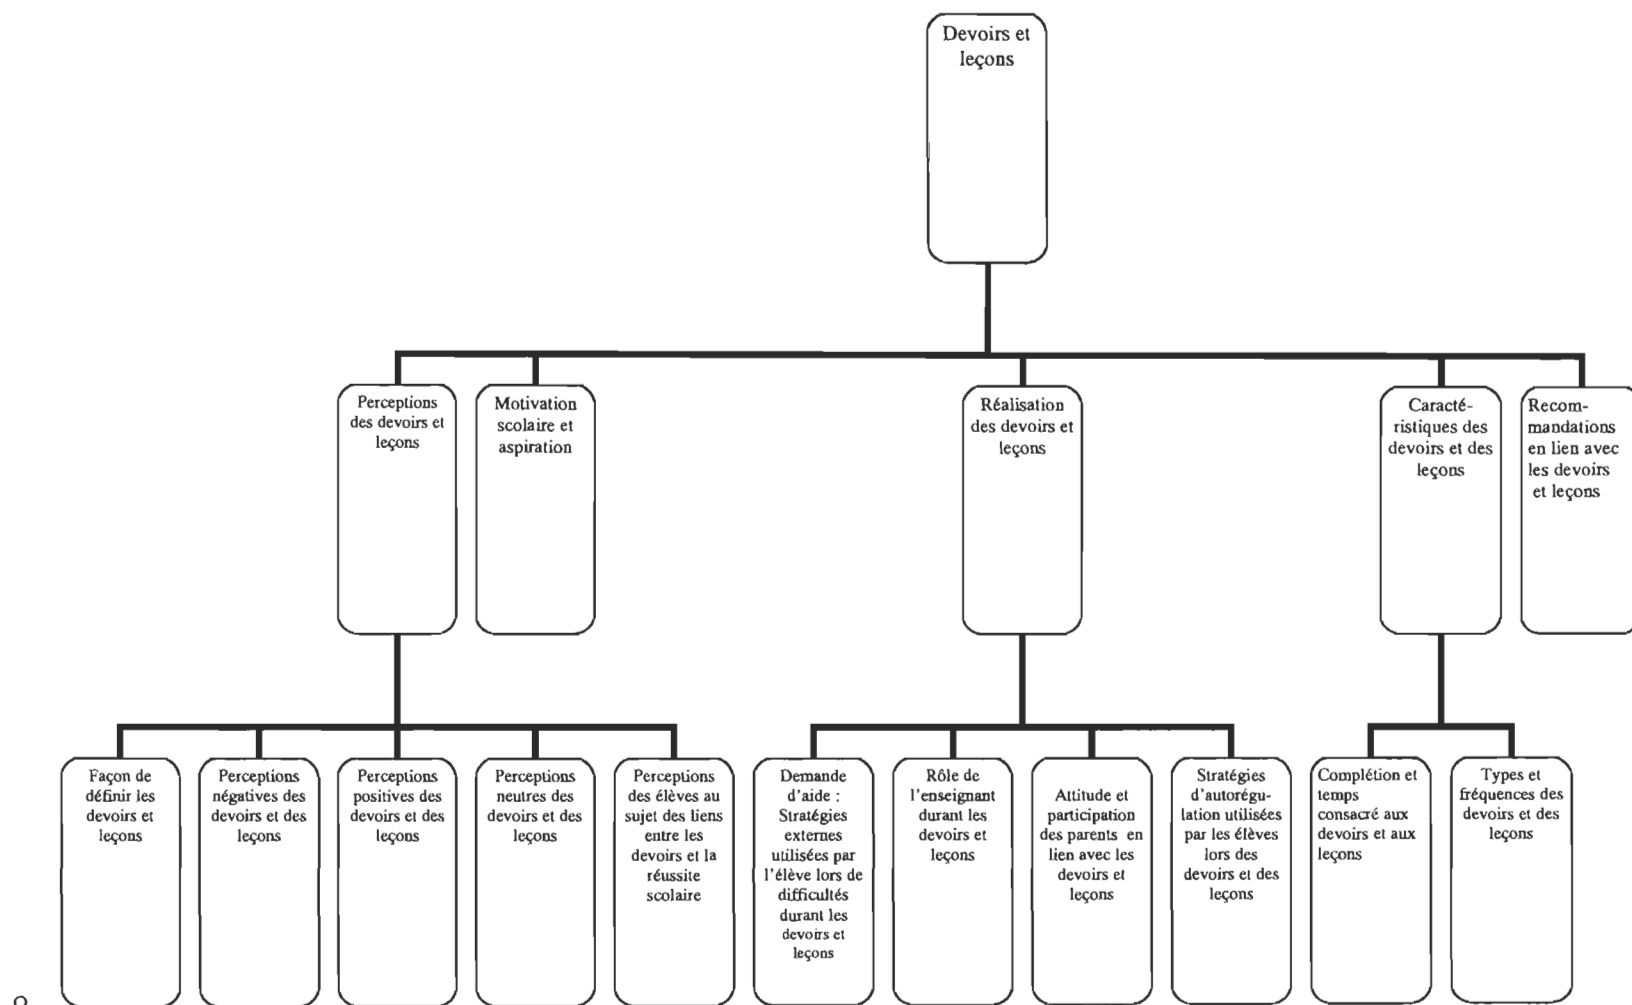 Devoirs et
leçons
Perceptions
des devoirs et
leçons
Motivation
scolaire et
aspiration
Réalisation
des devoirs et
leçons
Caracté-
ristiques des
devoirs et des
leçons
Recom-
mandations
en lien avec
les devoirs
et leçons
Façon de
définir les
devoirs et
leçons
Perceptions
négatives des
devoirs et des
leçons
Perceptions
positives des
devoirs et des
leçons
Perceptions
neutres des
devoirs et des
leçons
Perceptions
des élèves au
sujet des liens
entre les
devoirs et la
réussite
scolaire
Demande
d'aide :
Stratégies
externes
utilisées par
l'élève lors de
difficultés
durant les
devoirs et
leçons
Rôle de
l'enseignant
durant les
devoirs et
leçons
Attitude et
participation
des parents en
lien avec les
devoirs et
leçons
Stratégies
d'autorégu-
lation utilisées
par les élèves
lors des
devoirs et des
leçons
Complétion et
temps
consacré aux
devoirs et aux
leçons
Types et
fréquences des
devoirs et des
leçons